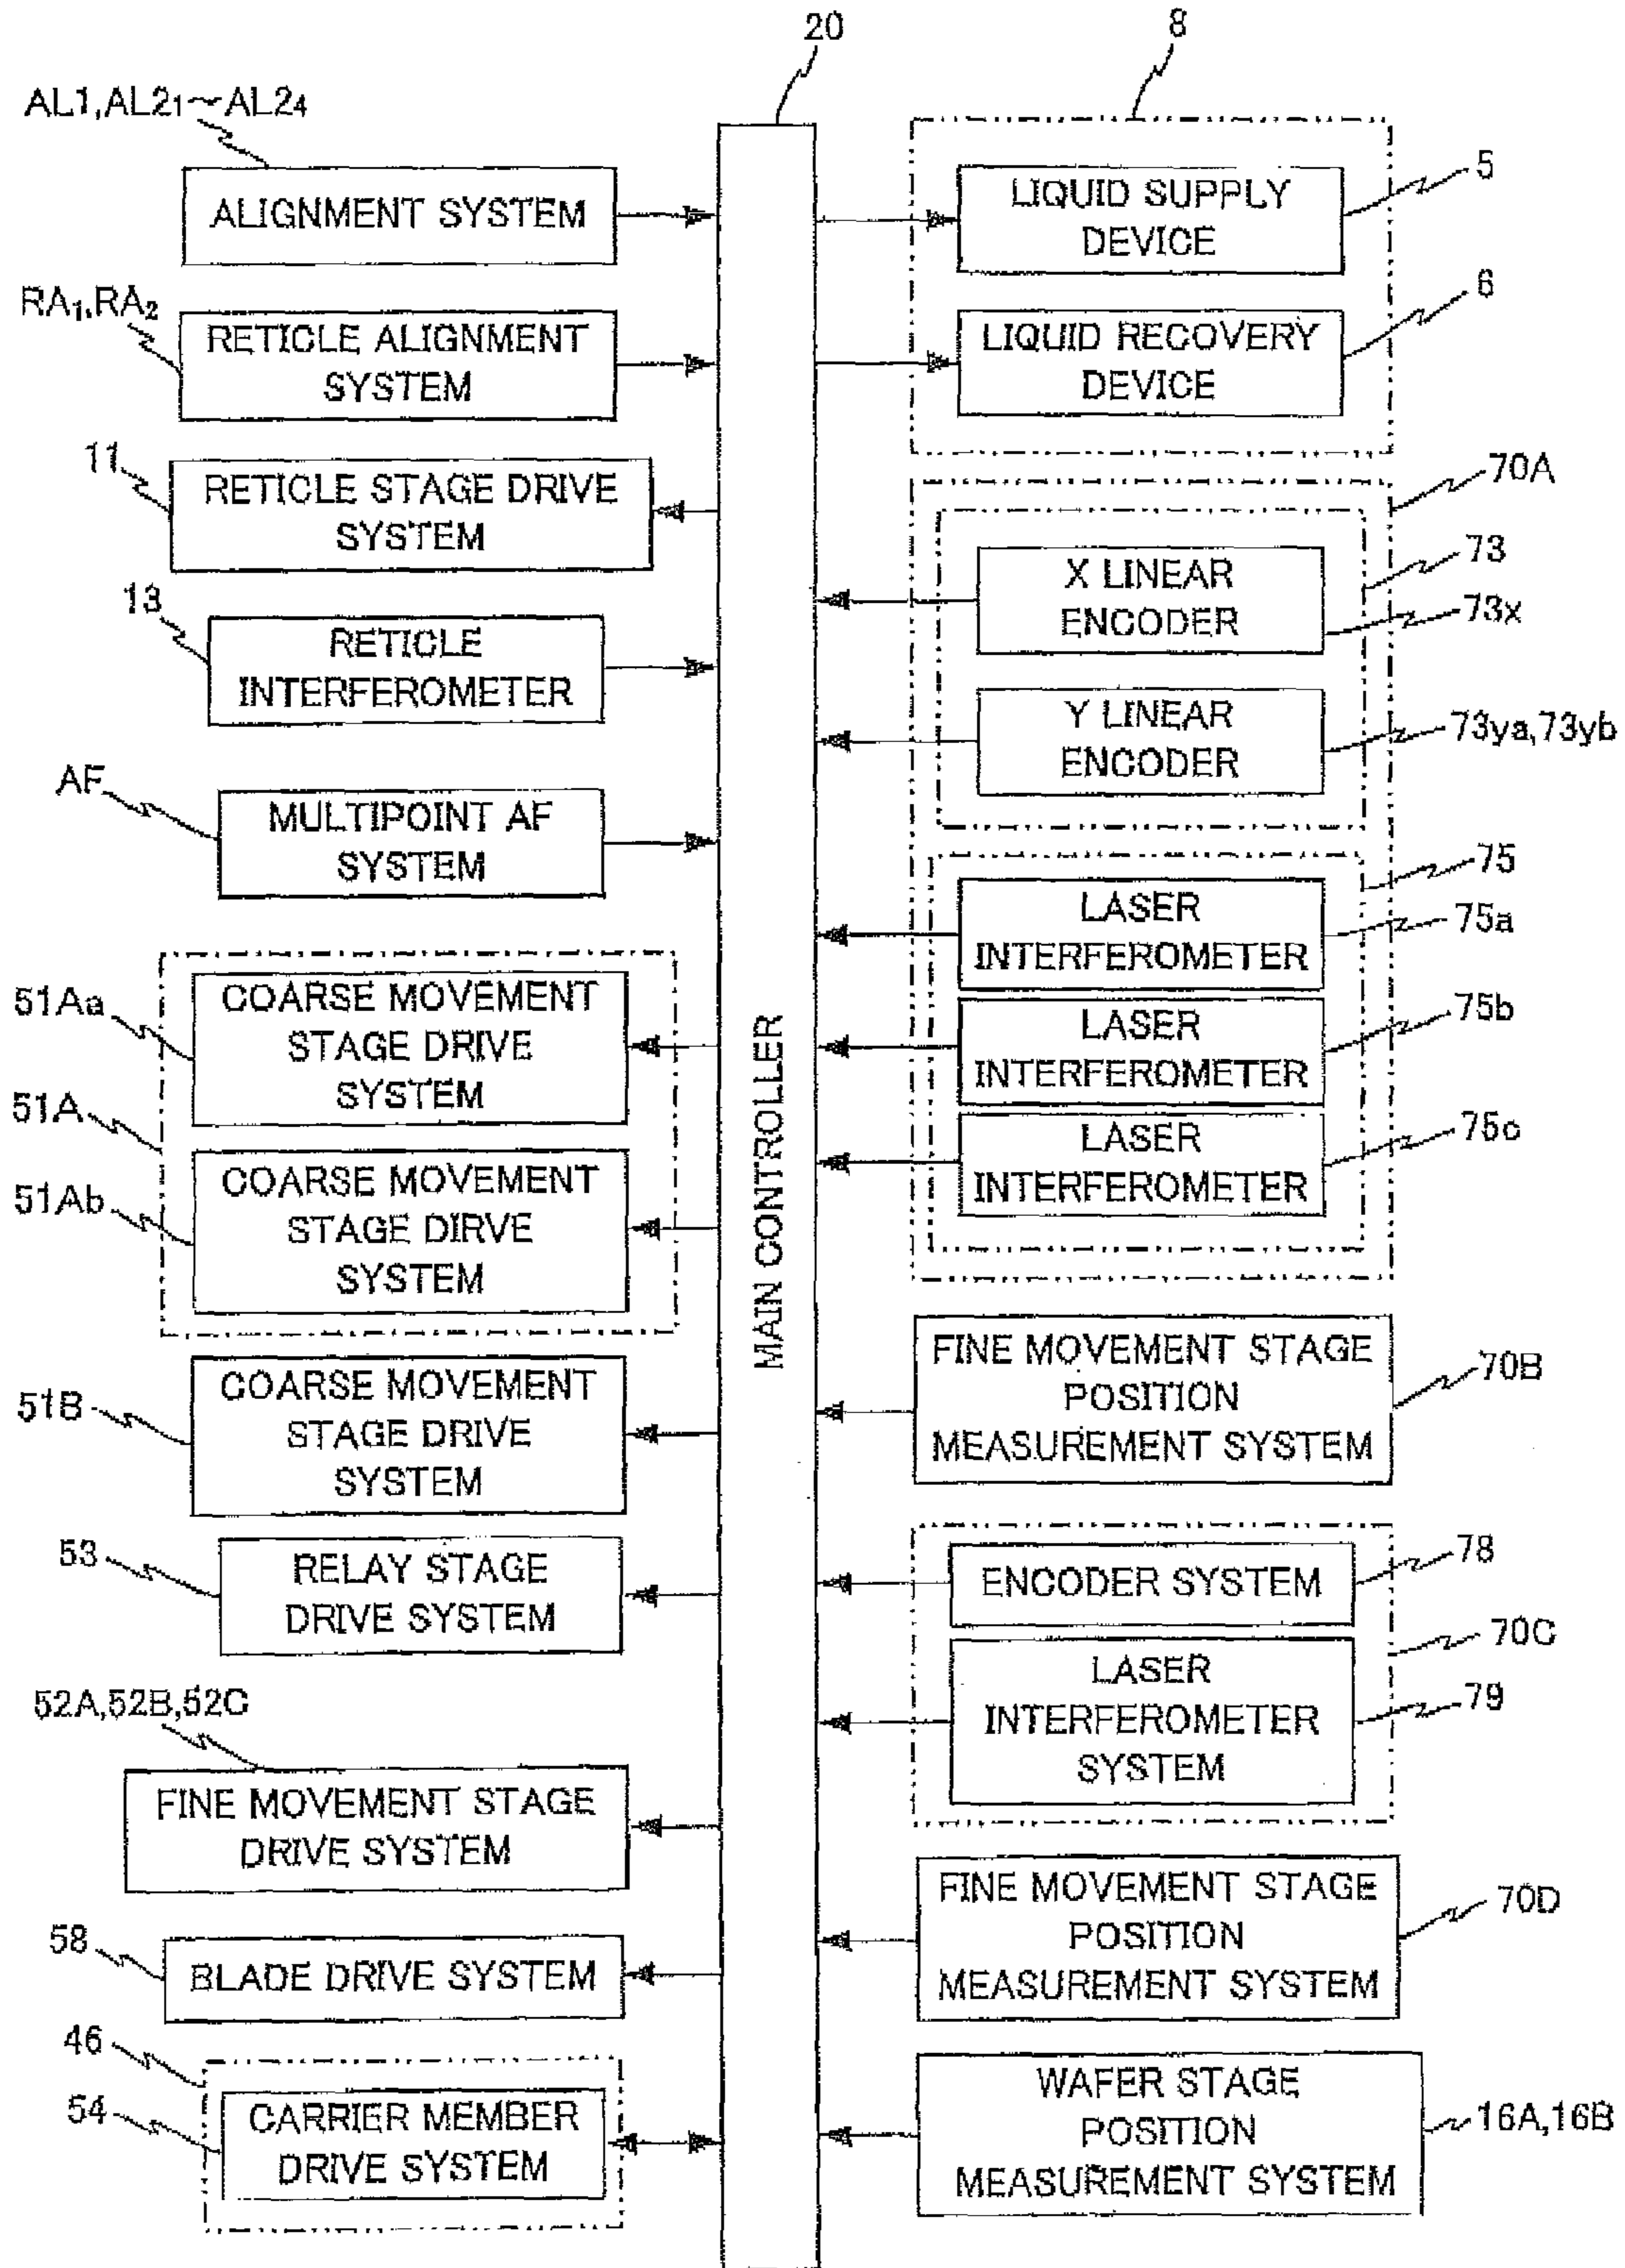 20
8
AL1,AL2₁~AL2₄
ALIGNMENT SYSTEM
RA₁,RA₂
RETICLE ALIGNMENT
SYSTEM
11
RETICLE STAGE DRIVE
SYSTEM
13
RETICLE
INTERFEROMETER
AF
MULTIPOINT AF
SYSTEM
51Aa
COARSE MOVEMENT
STAGE DRIVE
SYSTEM
51A
51Ab
COARSE MOVEMENT
STAGE DIRVE
SYSTEM
51B
COARSE MOVEMENT
STAGE DRIVE
SYSTEM
53
RELAY STAGE
DRIVE SYSTEM
52A,52B,52C
FINE MOVEMENT STAGE
DRIVE SYSTEM
58
BLADE DRIVE SYSTEM
46
54
CARRIER MEMBER
DRIVE SYSTEM
MAIN CONTROLLER
LIQUID SUPPLY
DEVICE
5
LIQUID RECOVERY
DEVICE
6
70A
73
X LINEAR
ENCODER
73x
Y LINEAR
ENCODER
73ya,73yb
75
LASER
INTERFEROMETER
75a
LASER
INTERFEROMETER
75b
LASER
INTERFEROMETER
75c
FINE MOVEMENT STAGE
POSITION
MEASUREMENT SYSTEM
70B
ENCODER SYSTEM
78
70C
LASER
INTERFEROMETER
SYSTEM
79
FINE MOVEMENT STAGE
POSITION
MEASUREMENT SYSTEM
70D
WAFER STAGE
POSITION
MEASUREMENT SYSTEM
16A,16B